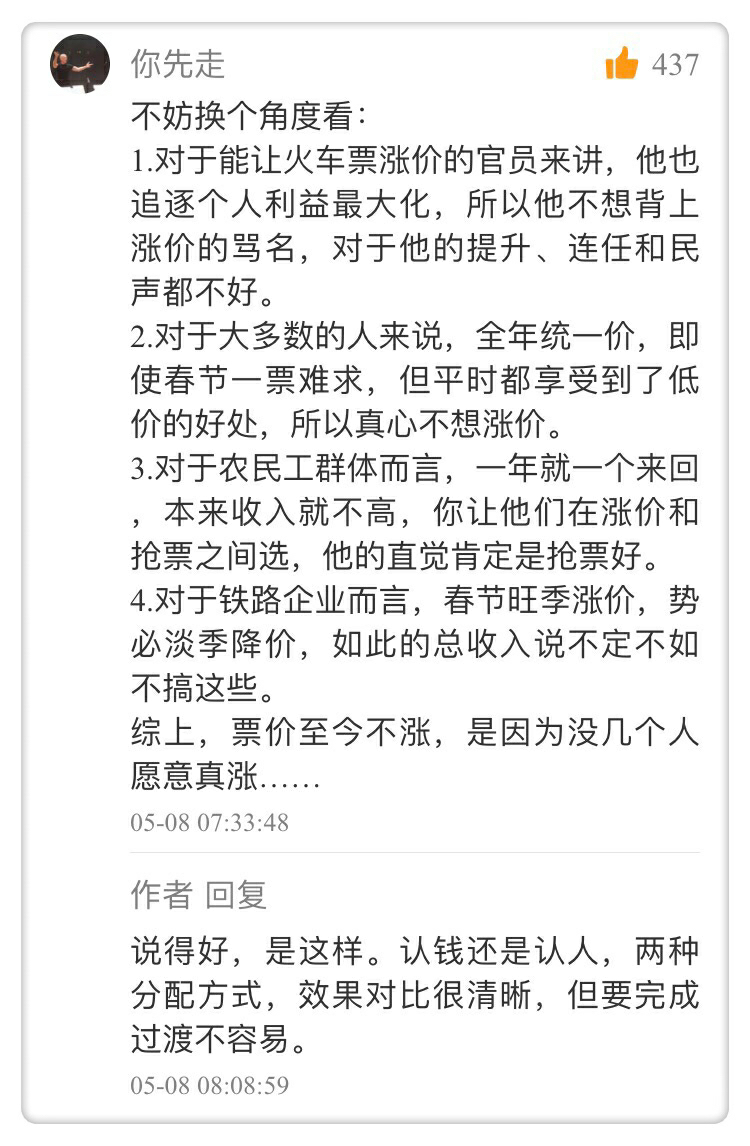 你先走
437
不妨换个角度看：
1.对于能让火车票涨价的官员来讲，他也
追逐个人利益最大化，所以他不想背上
涨价的骂名，对于他的提升、连任和民
声都不好。
2.对于大多数的人来说，全年统一价，即
使春节一票难求，但平时都享受到了低
价的好处，所以真心不想涨价。
3.对于农民工群体而言，一年就一个来回
，本来收入就不高，你让他们在涨价和
抢票之间选，他的直觉肯定是抢票好。
4.对于铁路企业而言，春节旺季涨价，势
必淡季降价，如此的总收入说不定不如
不搞这些。
综上，票价至今不涨，是因为没几个人
愿意真涨……
05-08 07:33:48
作者 回复
说得好，是这样。认钱还是认人，两种
分配方式，效果对比很清晰，但要完成
过渡不容易。
05-08 08:08:59